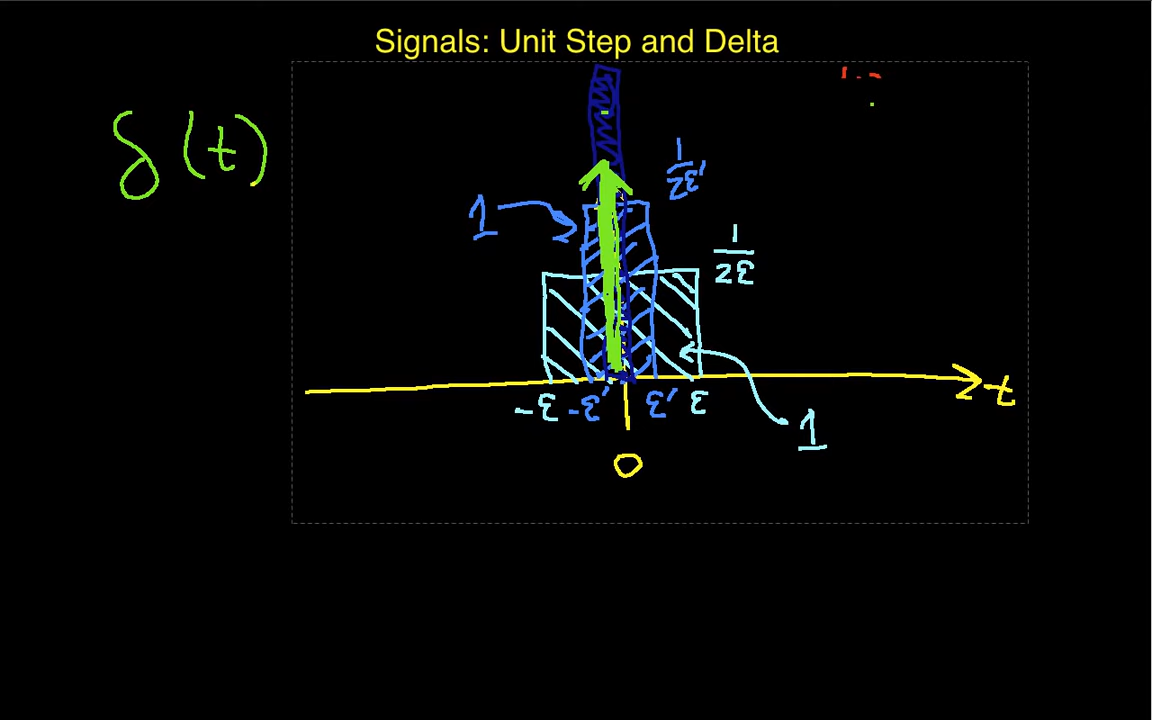 Signals: Unit Step and Delta
δ(t)
1
1/2ε'
1/2ε
-ε -ε' ε' ε
t
1
0